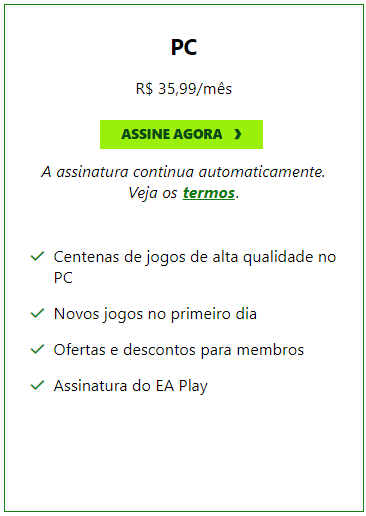 PC
R$ 35,99/mês
ASSINE AGORA ❯
A assinatura continua automaticamente.
Veja os termos.
Centenas de jogos de alta qualidade no
PC
Novos jogos no primeiro dia
Ofertas e descontos para membros
Assinatura do EA Play